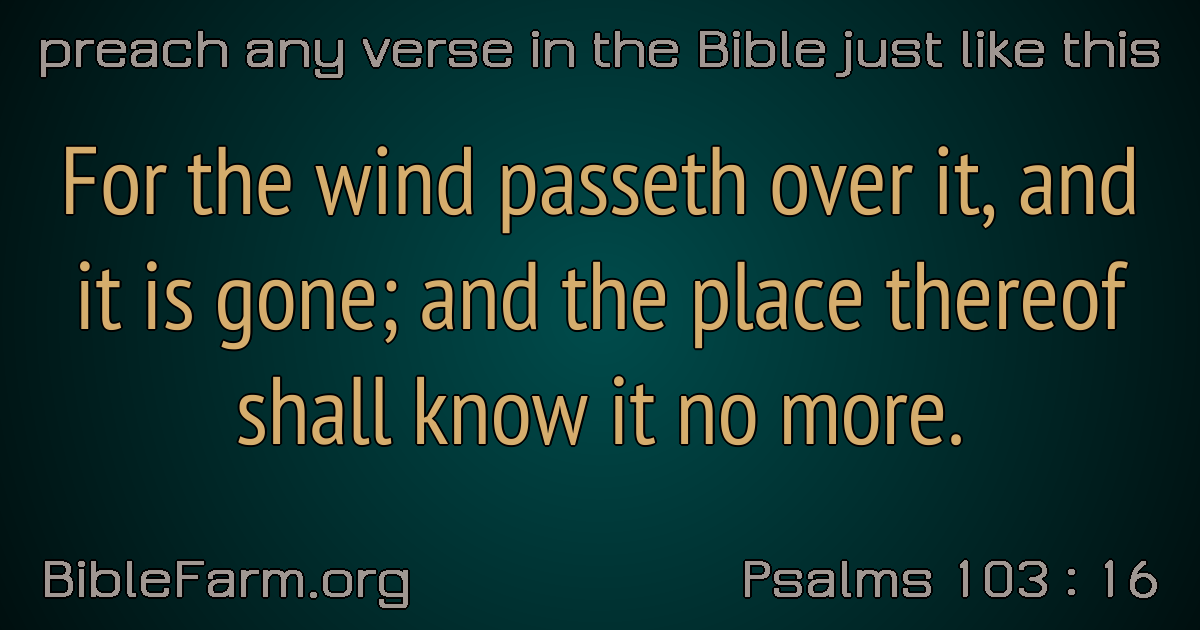 preach any verse in the Bible just like this
For the wind passeth over it, and
it is gone; and the place thereof
shall know it no more.
BibleFarm.org
Psalms 103 : 16